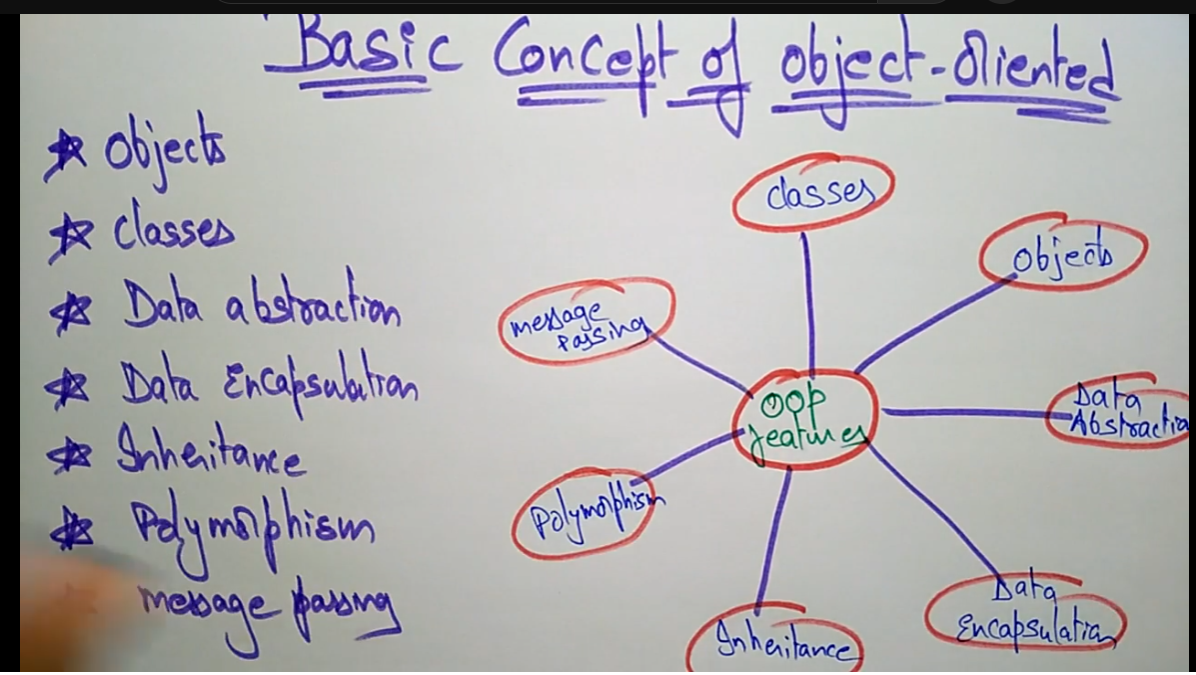 Basic Concept of object-Oriented
Objects
classes
Data abstraction
Data Encapsulation
Inheritance
Polymorphism
message passing
classes
objects
message
passing
OOP
features
Data
Abstractio
Polymorphism
Data
Encapsulation
Inheritance